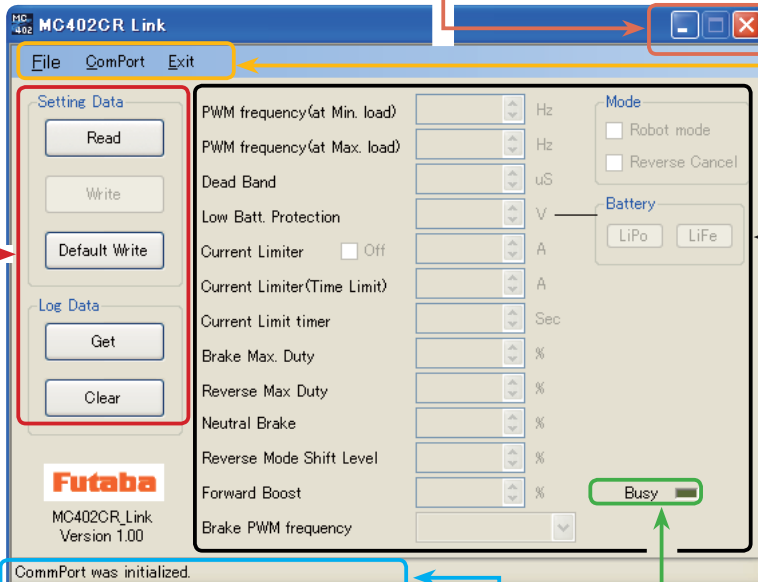 MC402CR Link
File ComPort Exit
Setting Data
Read
Write
Default Write
Log Data
Get
Clear
Futaba
MC402CR_Link
Version 1.00
PWM frequency(at Min. load) Hz
PWM frequency(at Max. load) Hz
Dead Band uS
Low Batt. Protection V
Current Limiter Off A
Current Limiter(Time Limit) A
Current Limit timer Sec
Brake Max. Duty %
Reverse Max Duty %
Neutral Brake %
Reverse Mode Shift Level %
Forward Boost %
Brake PWM frequency
Mode
Robot mode
Reverse Cancel
Battery
LiPo LiFe
Busy
CommPort was initialized.